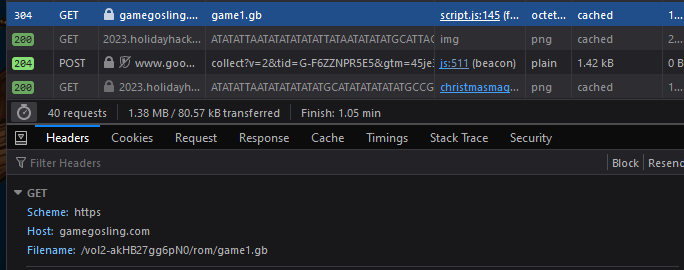 304 GET gamegosling.... game1.gb script.js:145 (f... octet... cached 1...
200 GET 2023.holidayhack... img png cached 2...
204 POST www.goo... collect?v=2&tid=G-F6ZZNPR5E5&gtm=45je3 js:511 (beacon) plain 1.42 kB 0 B
200 GET 2023.holidayhack... christmasmag... png cached 1...
40 requests 1.38 MB / 80.57 kB transferred Finish: 1.05 min
Headers Cookies Request Response Cache Timings Stack Trace Security
Filter Headers Block Resend
GET
Scheme: https
Host: gamegosling.com
Filename: /vol2-akHB27gg6pN0/rom/game1.gb